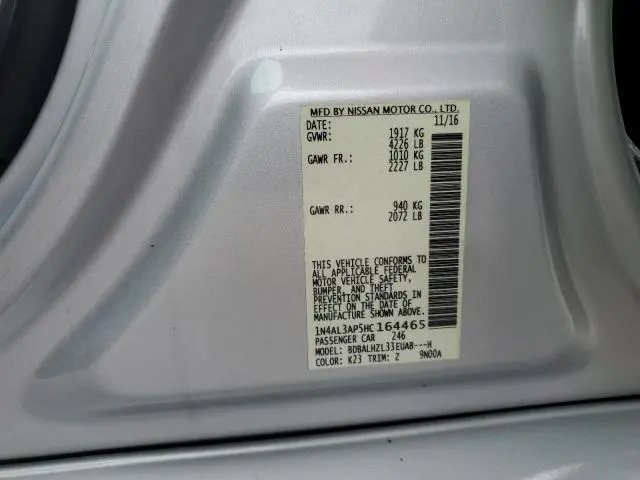 MFD BY NISSAN MOTOR CO., LTD.
DATE: 11/16
GVWR: 1917 KG
4226 LB
GAWR FR.: 1010 KG
2227 LB
GAWR RR.: 940 KG
2072 LB
THIS VEHICLE CONFORMS TO
ALL APPLICABLE FEDERAL
MOTOR VEHICLE SAFETY,
BUMPER, AND THEFT
PREVENTION STANDARDS IN
EFFECT ON THE DATE OF
MANUFACTURE SHOWN ABOVE.
1N4AL3AP5HC164465
PASSENGER CAR 246
MODEL: BDBALHZL33EUAB---H
COLOR: K23 TRIM: Z 9N00A